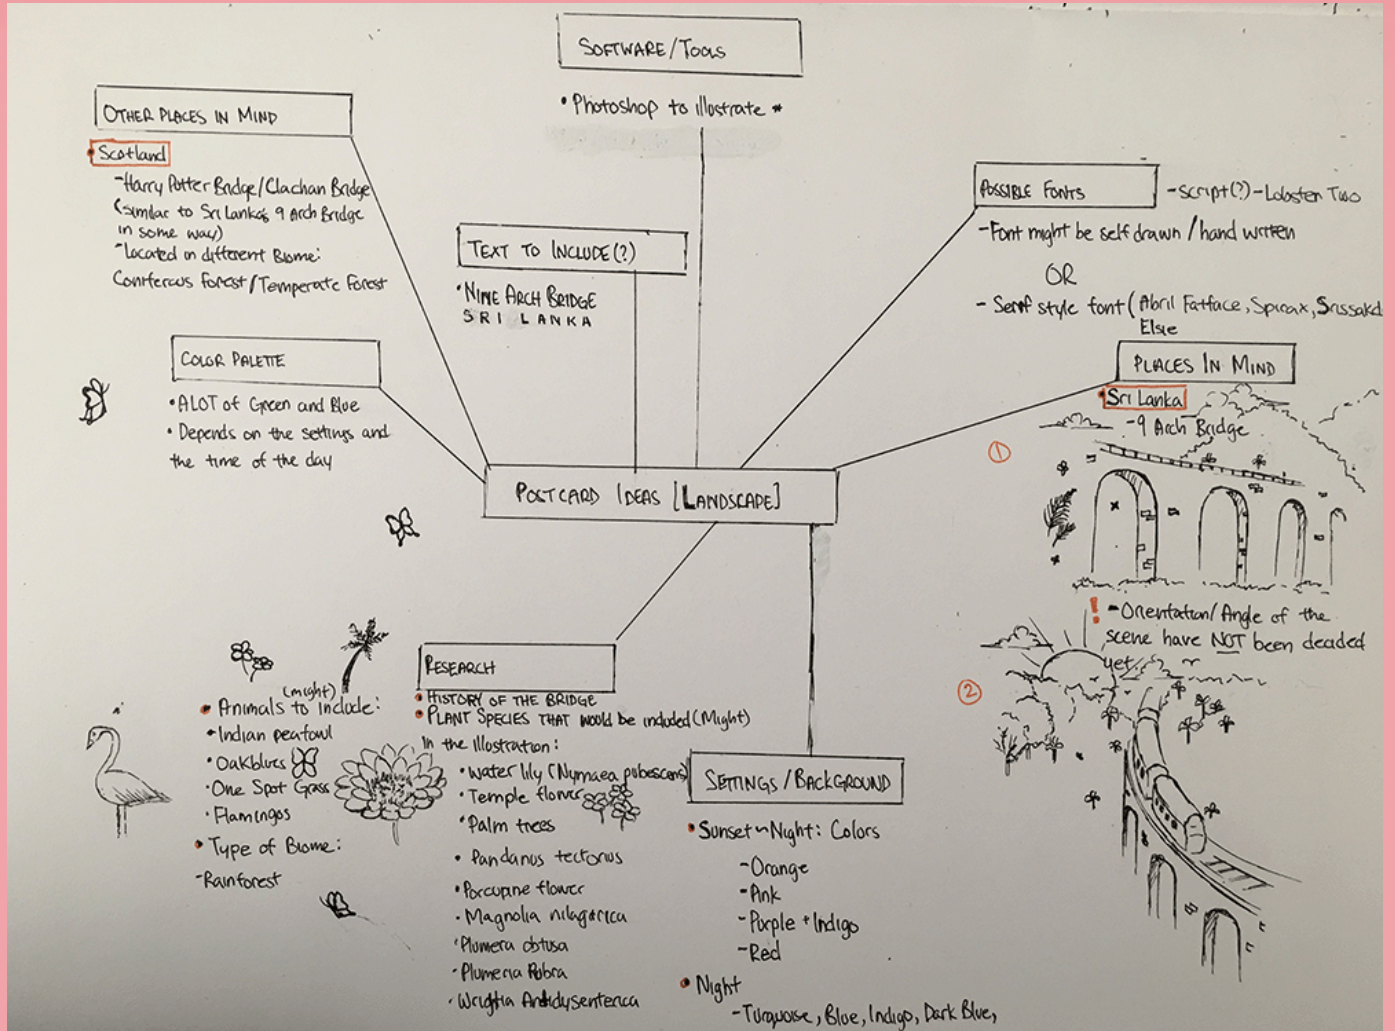 SOFTWARE/TOOLS
• Photoshop to illustrate *
OTHER PLACES IN MIND
• Scotland
- Harry Potter Bridge/Clachan Bridge
(similar to Sri Lanka's 9 Arch Bridge
in some way)
- Located in different Biome:
Coniferous forest/Temperate Forest
TEXT TO INCLUDE(?)
• NINE ARCH BRIDGE
SRI LANKA
POSSIBLE FONTS
- Script(?) - Lobster Two
- Font might be self drawn / hand written
OR
- Serif style font (Abril Fatface, Spirax,
Elsie
COLOR PALETTE
• ALOT of Green and Blue
• Depends on the settings and
the time of the day
PLACES IN MIND
• Sri Lanka
- 9 Arch Bridge
1
! - Orientation/Angle of the
scene have NOT been decided
yet.
2
POSTCARD IDEAS [LANDSCAPE]
RESEARCH
• HISTORY OF THE BRIDGE
• PLANT SPECIES THAT would be included (Might)
In the illustration:
• Water lily (Nymaea pubescens)
• Temple flower
• Palm trees
• Pandanus tectorius
• Porcupine flower
• Magnolia nilagirica
• Plumera obtusa
• Plumeria Rubra
• Wrightia Antidysenterica
(might)
• Animals to include:
• Indian peafowl
• Oakblues
• One Spot Grass
• Flamingos
• Type of Biome:
- Rainforest
SETTINGS/BACKGROUND
• Sunset ~ Night: Colors
- Orange
- Pink
- Purple + Indigo
- Red
• Night
- Turquoise, Blue, Indigo, Dark Blue,